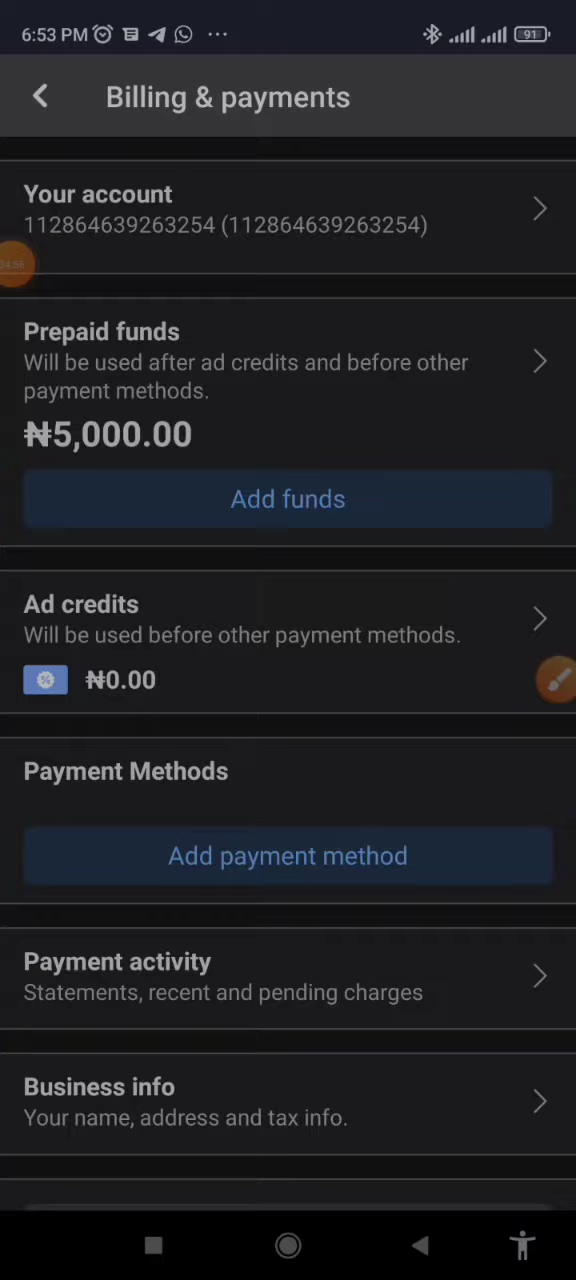 6:53 PM
91
Billing & payments
Your account
112864639263254 (112864639263254)
Prepaid funds
Will be used after ad credits and before other
payment methods.
₦5,000.00
Add funds
Ad credits
Will be used before other payment methods.
₦0.00
Payment Methods
Add payment method
Payment activity
Statements, recent and pending charges
Business info
Your name, address and tax info.